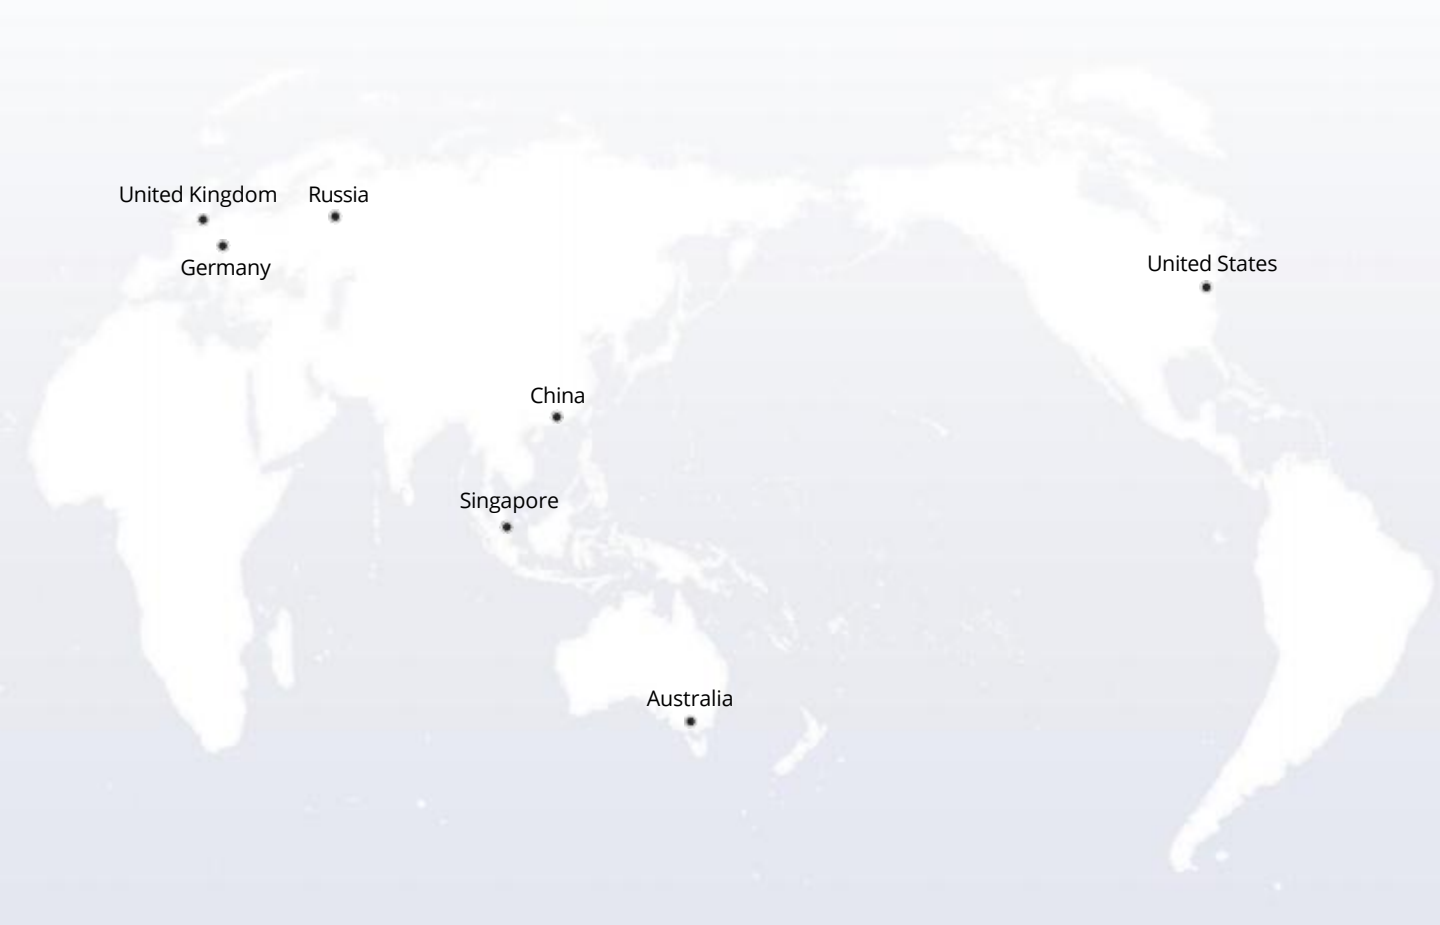 United Kingdom
Russia
Germany
United States
China
Singapore
Australia